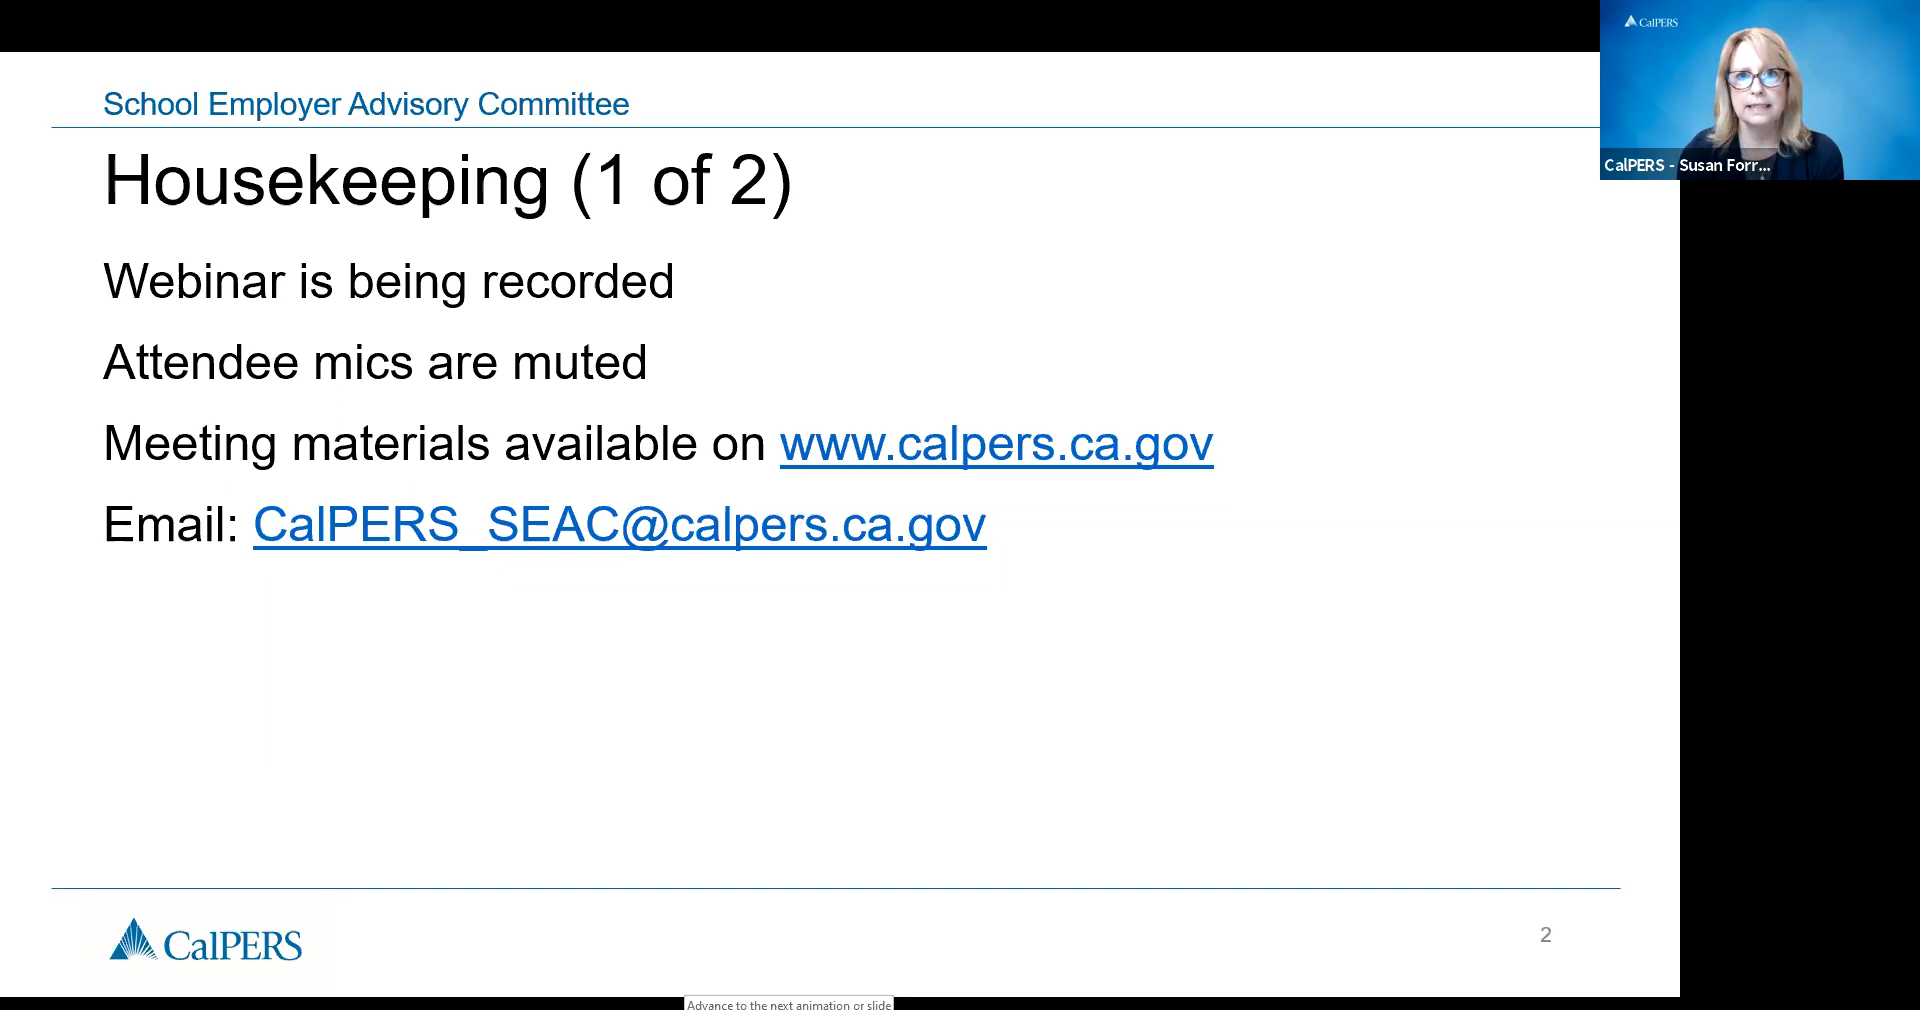 CalPERS
School Employer Advisory Committee
CalPERS - Susan Forr...
Housekeeping (1 of 2)
Webinar is being recorded
Attendee mics are muted
Meeting materials available on www.calpers.ca.gov
Email: CalPERS_SEAC@calpers.ca.gov
CalPERS
2
Advance to the next animation or slide